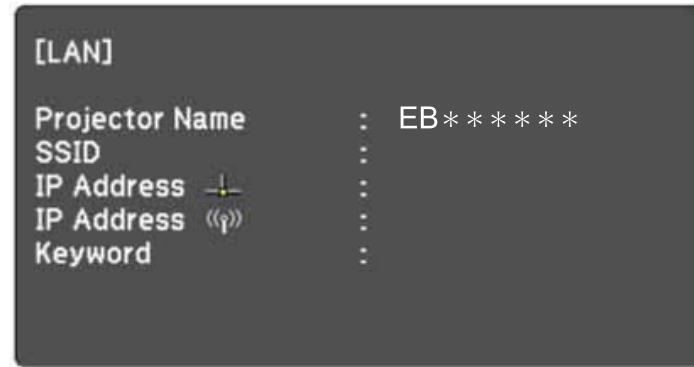 [LAN]
Projector Name : EB＊＊＊＊＊＊
SSID :
IP Address :
IP Address :
Keyword :